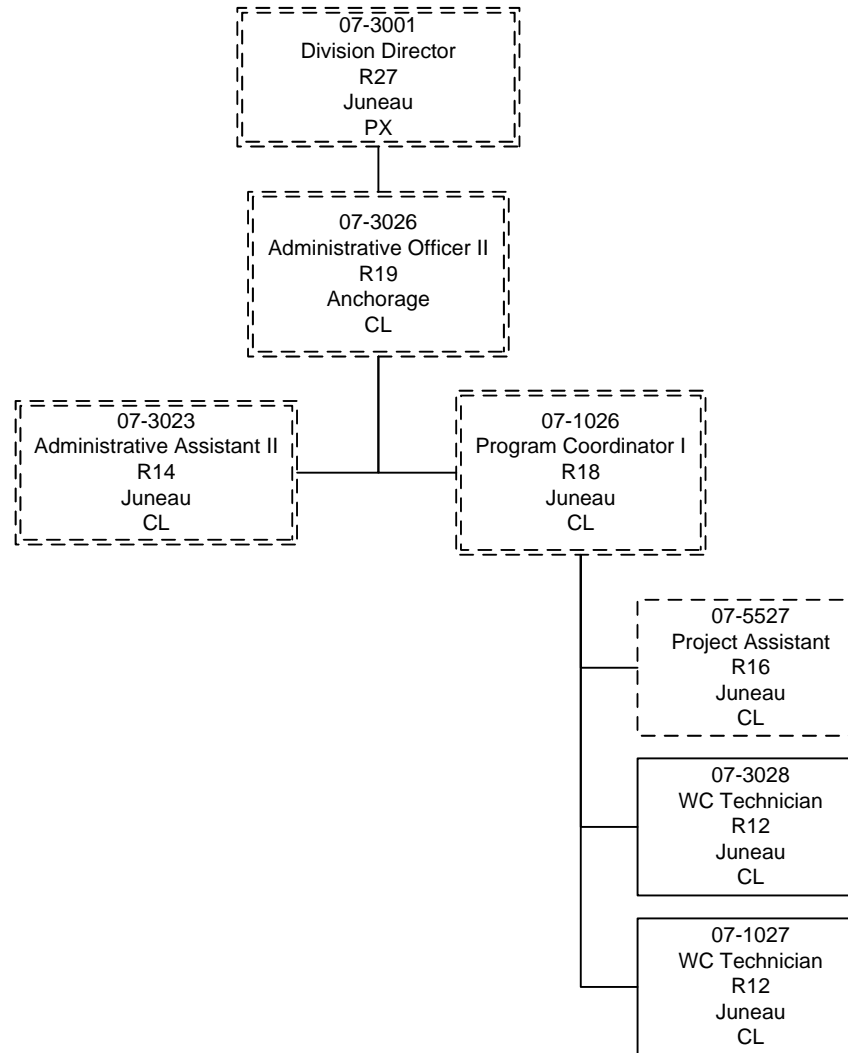 07-3001
Division Director
R27
Juneau
PX
07-3026
Administrative Officer II
R19
Anchorage
CL
07-3023
Administrative Assistant II
R14
Juneau
CL
07-1026
Program Coordinator I
R18
Juneau
CL
07-5527
Project Assistant
R16
Juneau
CL
07-3028
WC Technician
R12
Juneau
CL
07-1027
WC Technician
R12
Juneau
CL